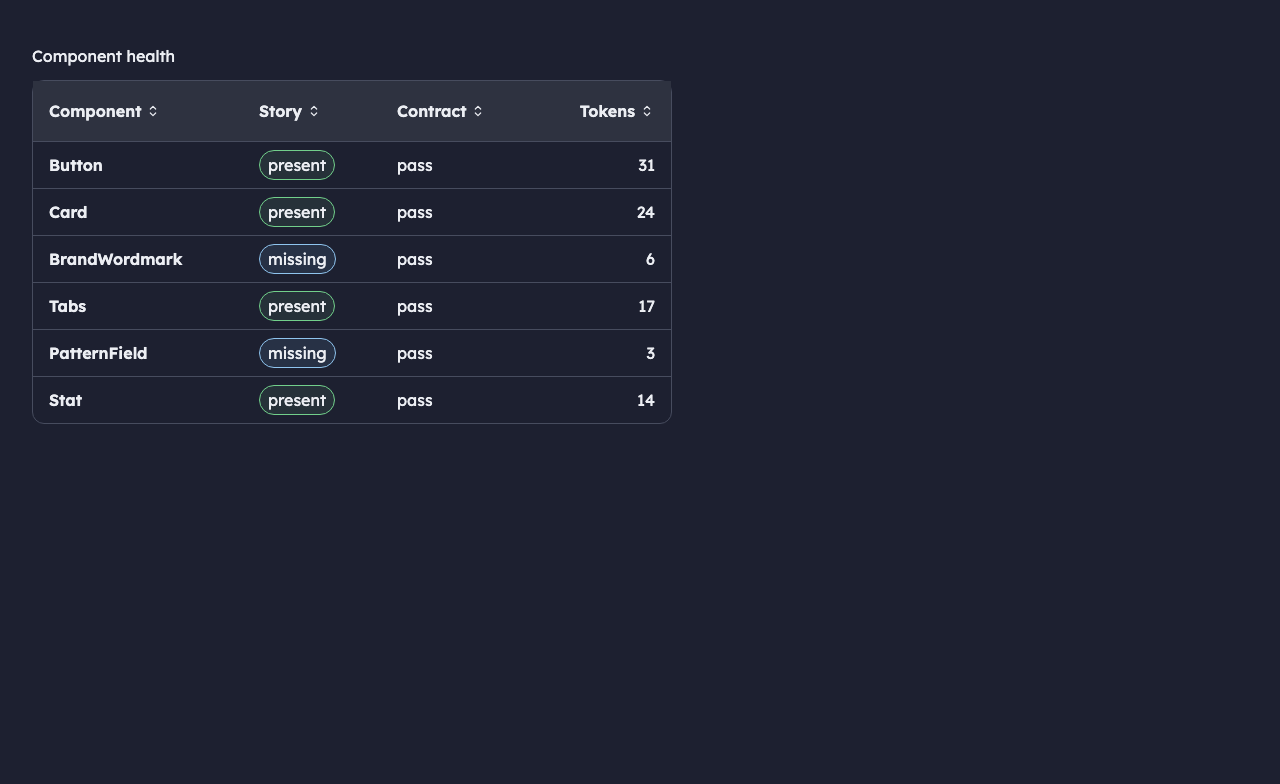 Component health
Component Story Contract Tokens
Button present pass 31
Card present pass 24
BrandWordmark missing pass 6
Tabs present pass 17
PatternField missing pass 3
Stat present pass 14